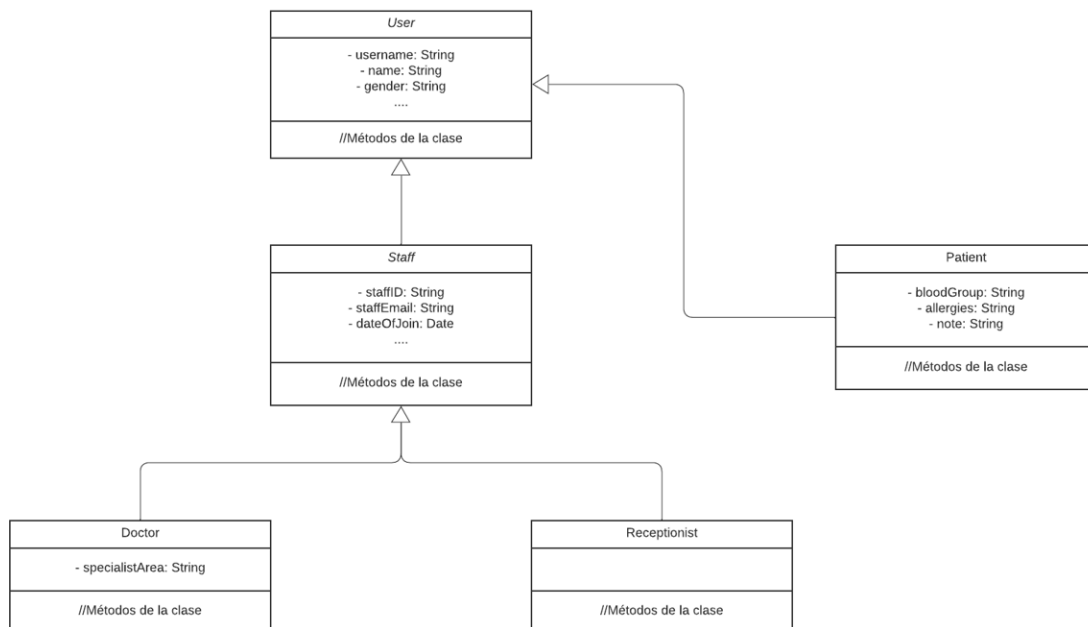 User
- username: String
- name: String
- gender: String
....
//Métodos de la clase
Staff
- staffID: String
- staffEmail: String
- dateOfJoin: Date
....
//Métodos de la clase
Patient
- bloodGroup: String
- allergies: String
- note: String
//Métodos de la clase
Doctor
- specialistArea: String
//Métodos de la clase
Receptionist
//Métodos de la clase